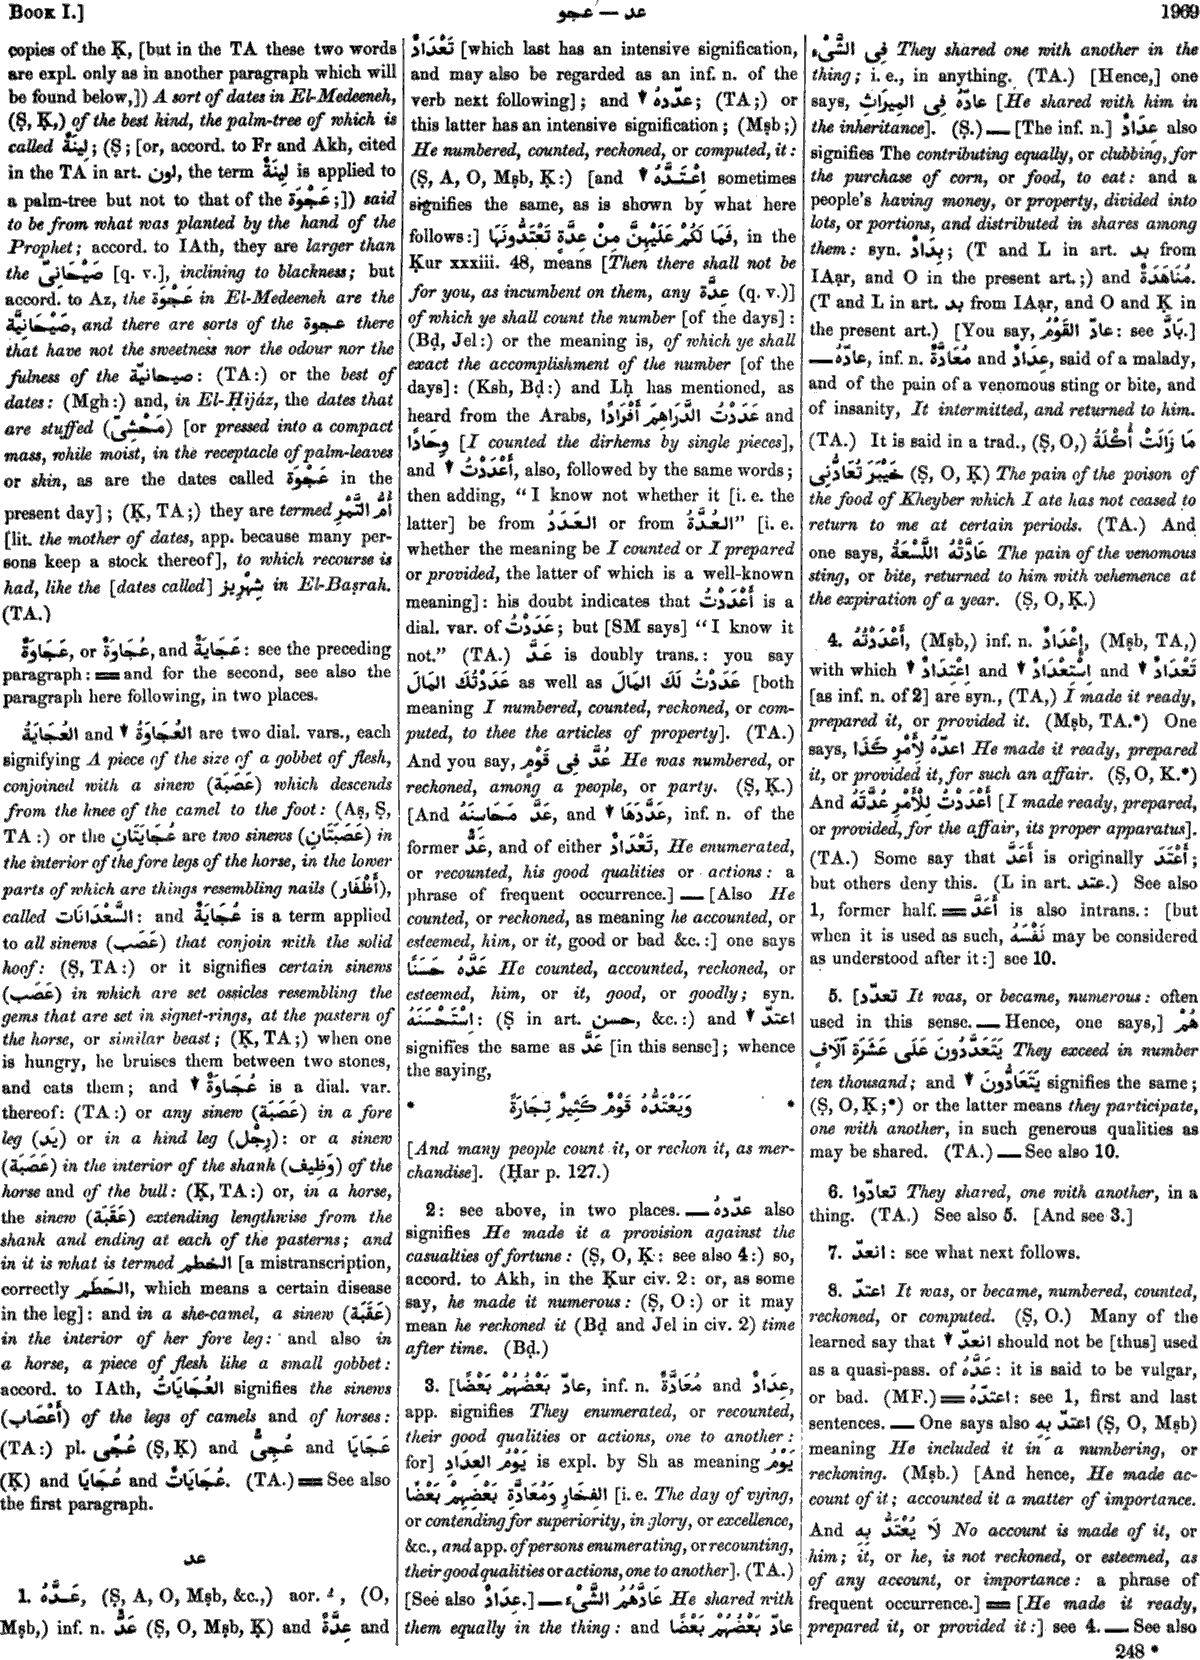 Book I.]
عد — عجو
1969
copies of the Ḳ, [but in the TA these two words
are expl. only as in another paragraph which will
be found below,]) A sort of dates in El-Medeeneh,
(Ṣ, Ḳ,) of the best kind, the palm-tree of which is
called لِينَةٌ; (Ṣ; [or, accord. to Fr and Akh, cited
in the TA in art. لون, the term لِينَةٌ is applied to
a palm-tree but not to that of the عَجْوَة;]) said
to be from what was planted by the hand of the
Prophet; accord. to IAth, they are larger than
the صَيْحَانِىّ [q. v.], inclining to blackness; but
accord. to Az, the عَجْوَة in El-Medeeneh are the
صَيْحَانِيَّة, and there are sorts of the عجوة there
that have not the sweetness nor the odour nor the
fulness of the صيحانيّة: (TA:) or the best of
dates: (Mgh:) and, in El-Ḥijáz, the dates that
are stuffed (مَحْشِىّ) [or pressed into a compact
mass, while moist, in the receptacle of palm-leaves
or skin, as are the dates called عَجْوَة in the
present day]; (Ḳ, TA;) they are termed أُمُّ التَّمْرِ
[lit. the mother of dates, app. because many per-
sons keep a stock thereof], to which recourse is
had, like the [dates called] شِهْرِيز in El-Baṣrah.
(TA.)
عَجَاوَةٌ, or عُجَاوَةٌ, and عُجَايَةٌ: see the preceding
paragraph: ═ and for the second, see also the
paragraph here following, in two places.
العُجَايَةُ and ▼ العُجَاوَةُ are two dial. vars., each
signifying A piece of the size of a gobbet of flesh,
conjoined with a sinew (عَصَبَة) which descends
from the knee of the camel to the foot: (Aṣ, Ṣ,
TA:) or the عُجَايَتَانِ are two sinews (عَصَبَتَانِ) in
the interior of the fore legs of the horse, in the lower
parts of which are things resembling nails (أَظْفَار),
called السَّعْدَانَات: and عُجَايَةٌ is a term applied
to all sinews (عَصَب) that conjoin with the solid
hoof: (Ṣ, TA:) or it signifies certain sinews
(عَصَب) in which are set ossicles resembling the
gems that are set in signet-rings, at the pastern of
the horse, or similar beast; (Ḳ, TA;) when one
is hungry, he bruises them between two stones,
and eats them; and ▼ عُجَاوَةٌ is a dial. var.
thereof: (TA:) or any sinew (عَصَبَة) in a fore
leg (يَد) or in a hind leg (رِجْل): or a sinew
(عَصَبَة) in the interior of the shank (وَظِيف) of the
horse and of the bull: (Ḳ, TA:) or, in a horse,
the sinew (عَقَبَة) extending lengthwise from the
shank and ending at each of the pasterns; and
in it is what is termed الحطم [a mistranscription,
correctly الحَطَم, which means a certain disease
in the leg]: and in a she-camel, a sinew (عَقَبَة)
in the interior of her fore leg: and also in
a horse, a piece of flesh like a small gobbet:
accord. to IAth, العُجَايَاتُ signifies the sinews
(أَعْصَاب) of the legs of camels and of horses:
(TA:) pl. عُجًى (Ṣ, Ḳ) and عُجِىٌّ and عَجَايَا
(Ḳ) and عُجَايَا and عُجَايَاتٌ. (TA.) ═ See also
the first paragraph.
عد
1. عَدَّهُ, (Ṣ, A, O, Mṣb, &c.,) aor. ـُ, (O,
Mṣb,) inf. n. عَدٌّ (Ṣ, O, Mṣb, Ḳ) and عِدَّةٌ and
تَعْدَادٌ [which last has an intensive signification,
and may also be regarded as an inf. n. of the
verb next following]; and ▼ عدّدهُ; (TA;) or
this latter has an intensive signification; (Mṣb;)
He numbered, counted, reckoned, or computed, it:
(Ṣ, A, O, Mṣb, Ḳ:) [and ▼ اِعْتَدَّهُ sometimes
signifies the same, as is shown by what here
follows:] فَمَا لَكُمْ عَلَيْهِنَّ مِنْ عِدَّةٍ تَعْتَدُّونَهَا, in the
Ḳur xxxiii. 48, means [Then there shall not be
for you, as incumbent on them, any عِدَّة (q. v.)]
of which ye shall count the number [of the days]:
(Bḍ, Jel:) or the meaning is, of which ye shall
exact the accomplishment of the number [of the
days]: (Ksh, Bḍ:) and Lḥ has mentioned, as
heard from the Arabs, عَدَدْتُ الدَّرَاهِمَ أَفْرَادًا and
وِحَادًا [I counted the dirhems by single pieces],
and ▼ أَعْدَدْتُ, also, followed by the same words;
then adding, "I know not whether it [i. e. the
latter] be from العَدَدُ or from العُدَّةُ" [i. e.
whether the meaning be I counted or I prepared
or provided, the latter of which is a well-known
meaning]: his doubt indicates that أَعْدَدْتُ is a
dial. var. of عَدَدْتُ; but [SM says] "I know it
not." (TA.) عَدَّ is doubly trans.: you say
عَدَدْتُكَ المَالَ as well as عَدَدْتُ لَكَ المَالَ [both
meaning I numbered, counted, reckoned, or com-
puted, to thee the articles of property]. (TA.)
And you say, عُدَّ فِى قَوْمٍ He was numbered, or
reckoned, among a people, or party. (Ṣ, Ḳ.)
[And عَدَّ مَحَاسِنَهُ, and ▼ عَدَّدَهَا, inf. n. of the
former عَدٌّ, and of either تَعْدَادٌ, He enumerated,
or recounted, his good qualities or actions: a
phrase of frequent occurrence.] — [Also He
counted, or reckoned, as meaning he accounted, or
esteemed, him, or it, good or bad &c.:] one says
عَدَّهُ حَسَنًا He counted, accounted, reckoned, or
esteemed, him, or it, good, or goodly; syn.
اِسْتَحْسَنَهُ: (Ṣ in art. حسن, &c.:) and ▼ اعتدّ
signifies the same as عَدَّ [in this sense]; whence
the saying,
* وَيَعْتَدُّهُ قَوْمٌ كَثِيرٌ تِجَارَةً *
[And many people count it, or reckon it, as mer-
chandise]. (Ḥar p. 127.)
2: see above, in two places. — عدّدهُ also
signifies He made it a provision against the
casualties of fortune: (Ṣ, O, Ḳ: see also 4:) so,
accord. to Akh, in the Ḳur civ. 2: or, as some
say, he made it numerous: (Ṣ, O:) or it may
mean he reckoned it (Bḍ and Jel in civ. 2) time
after time. (Bḍ.)
3. [عادّ بَعْضُهُمْ بَعْضًا, inf. n. مُعَادَّةٌ and عِدَادٌ,
app. signifies They enumerated, or recounted,
their good qualities or actions, one to another:
for] يَوْمُ العِدَادِ is expl. by Sh as meaning يَوْمُ
الفِخَارِ وَمُعَادَّةِ بَعْضِهِمْ بَعْضًا [i. e. The day of vying,
or contending for superiority, in glory, or excellence,
&c., and app. of persons enumerating, or recounting,
their good qualities or actions, one to another]. (TA.)
[See also عِدَادٌ.] — عَادَّهُمُ الشَّىْءَ He shared with
them equally in the thing: and عادّ بَعْضُهُمْ بَعْضًا
فِى الشَّىْءِ They shared one with another in the
thing; i. e., in anything. (TA.) [Hence,] one
says, عادّهُ فِى المِيرَاثِ [He shared with him in
the inheritance]. (Ṣ.) — [The inf. n.] عِدَادٌ also
signifies The contributing equally, or clubbing, for
the purchase of corn, or food, to eat: and a
people's having money, or property, divided into
lots, or portions, and distributed in shares among
them: syn. بِدَادٌ; (T and L in art. بد from
IAạr, and O in the present art.;) and مُنَاهَدَةٌ.
(T and L in art. بد from IAạr, and O and Ḳ in
the present art.) [You say, عادّ القَوْمُ: see بَادَّ.]
— عادّهُ, inf. n. مُعَادَّةٌ and عِدَادٌ, said of a malady,
and of the pain of a venomous sting or bite, and
of insanity, It intermitted, and returned to him.
(TA.) It is said in a trad., (Ṣ, O,) مَا زَالَتْ أُكْلَةُ
خَيْبَرَ تُعَادُّنِى (Ṣ, O, Ḳ) The pain of the poison of
the food of Kheyber which I ate has not ceased to
return to me at certain periods. (TA.) And
one says, عَادَّتْهُ اللَّسْعَةُ The pain of the venomous
sting, or bite, returned to him with vehemence at
the expiration of a year. (Ṣ, O, Ḳ.)
4. أَعْدَدْتُهُ, (Mṣb,) inf. n. إِعْدَادٌ, (Mṣb, TA,)
with which ▼ اِعْتِدَادٌ and ▼ اِسْتِعْدَادٌ and ▼ تَعْدَادٌ
[as inf. n. of 2] are syn., (TA,) I made it ready,
prepared it, or provided it. (Mṣb, TA.*) One
says, اعدّهُ لِأَمْرِ كَذَا He made it ready, prepared
it, or provided it, for such an affair. (Ṣ, O, K.*)
And أَعْدَدْتُ لِلْأَمْرِ عُدَّتَهُ [I made ready, prepared,
or provided, for the affair, its proper apparatus].
(TA.) Some say that أَعَدَّ is originally أَعْتَدَ;
but others deny this. (L in art. عتد.) See also
1, former half. ═ أَعَدَّ is also intrans.: [but
when it is used as such, نَفْسَهُ may be considered
as understood after it:] see 10.
5. [تعدّد It was, or became, numerous: often
used in this sense. — Hence, one says,] هُمْ
يَتَعَدَّدُونَ عَلَى عَشَرَةِ آلَافٍ They exceed in number
ten thousand; and ▼ يَتَعَادُّونَ signifies the same;
(Ṣ, O, Ḳ;*) or the latter means they participate,
one with another, in such generous qualities as
may be shared. (TA.) — See also 10.
6. تعادّوا They shared, one with another, in a
thing. (TA.) See also 5. [And see 3.]
7. انعدّ: see what next follows.
8. اعتدّ It was, or became, numbered, counted,
reckoned, or computed. (Ṣ, O.) Many of the
learned say that ▼ انعدّ should not be [thus] used
as a quasi-pass. of عَدَّهُ: it is said to be vulgar,
or bad. (MF.) ═ اعتدّهُ: see 1, first and last
sentences. — One says also اعتدّ بِهِ (Ṣ, O, Mṣb)
meaning He included it in a numbering, or
reckoning. (Mṣb.) [And hence, He made ac-
count of it; accounted it a matter of importance.
And لَا يُعْتَدُّ بِهِ No account is made of it, or
him; it, or he, is not reckoned, or esteemed, as
of any account, or importance: a phrase of
frequent occurrence.] ═ [He made it ready,
prepared it, or provided it:] see 4. — See also
248 *